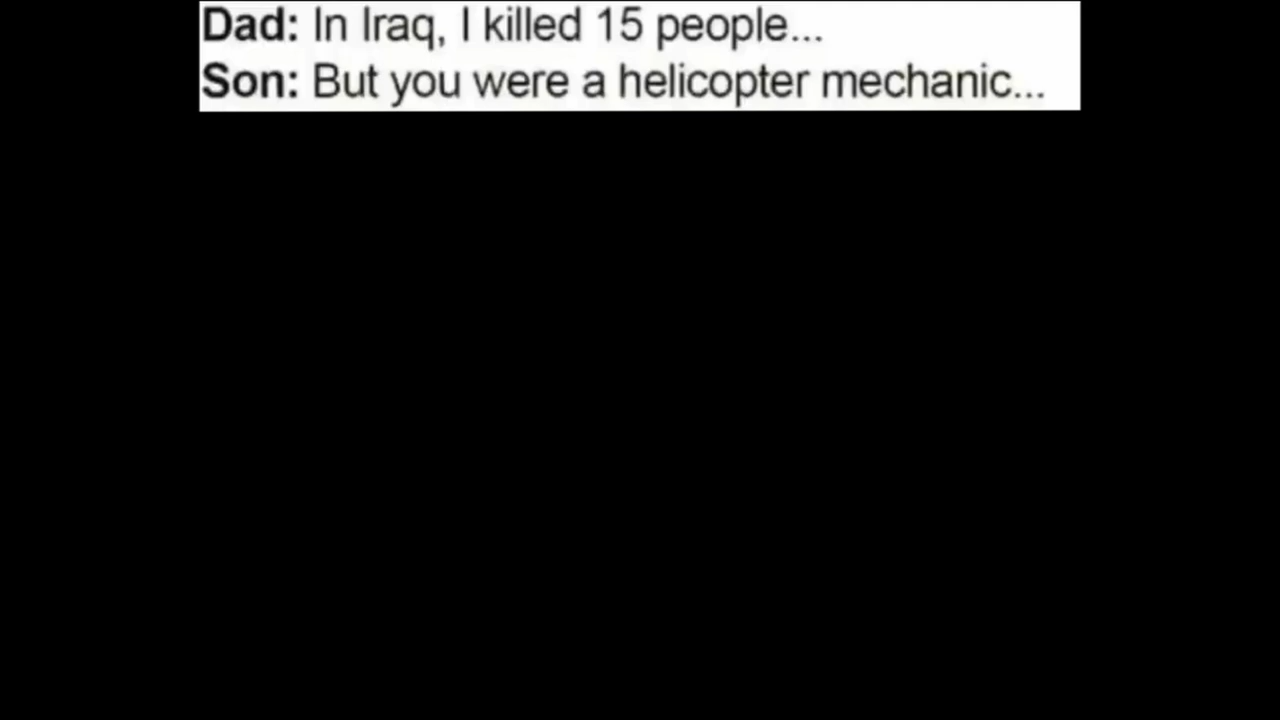 Dad: In Iraq, I killed 15 people...
Son: But you were a helicopter mechanic...